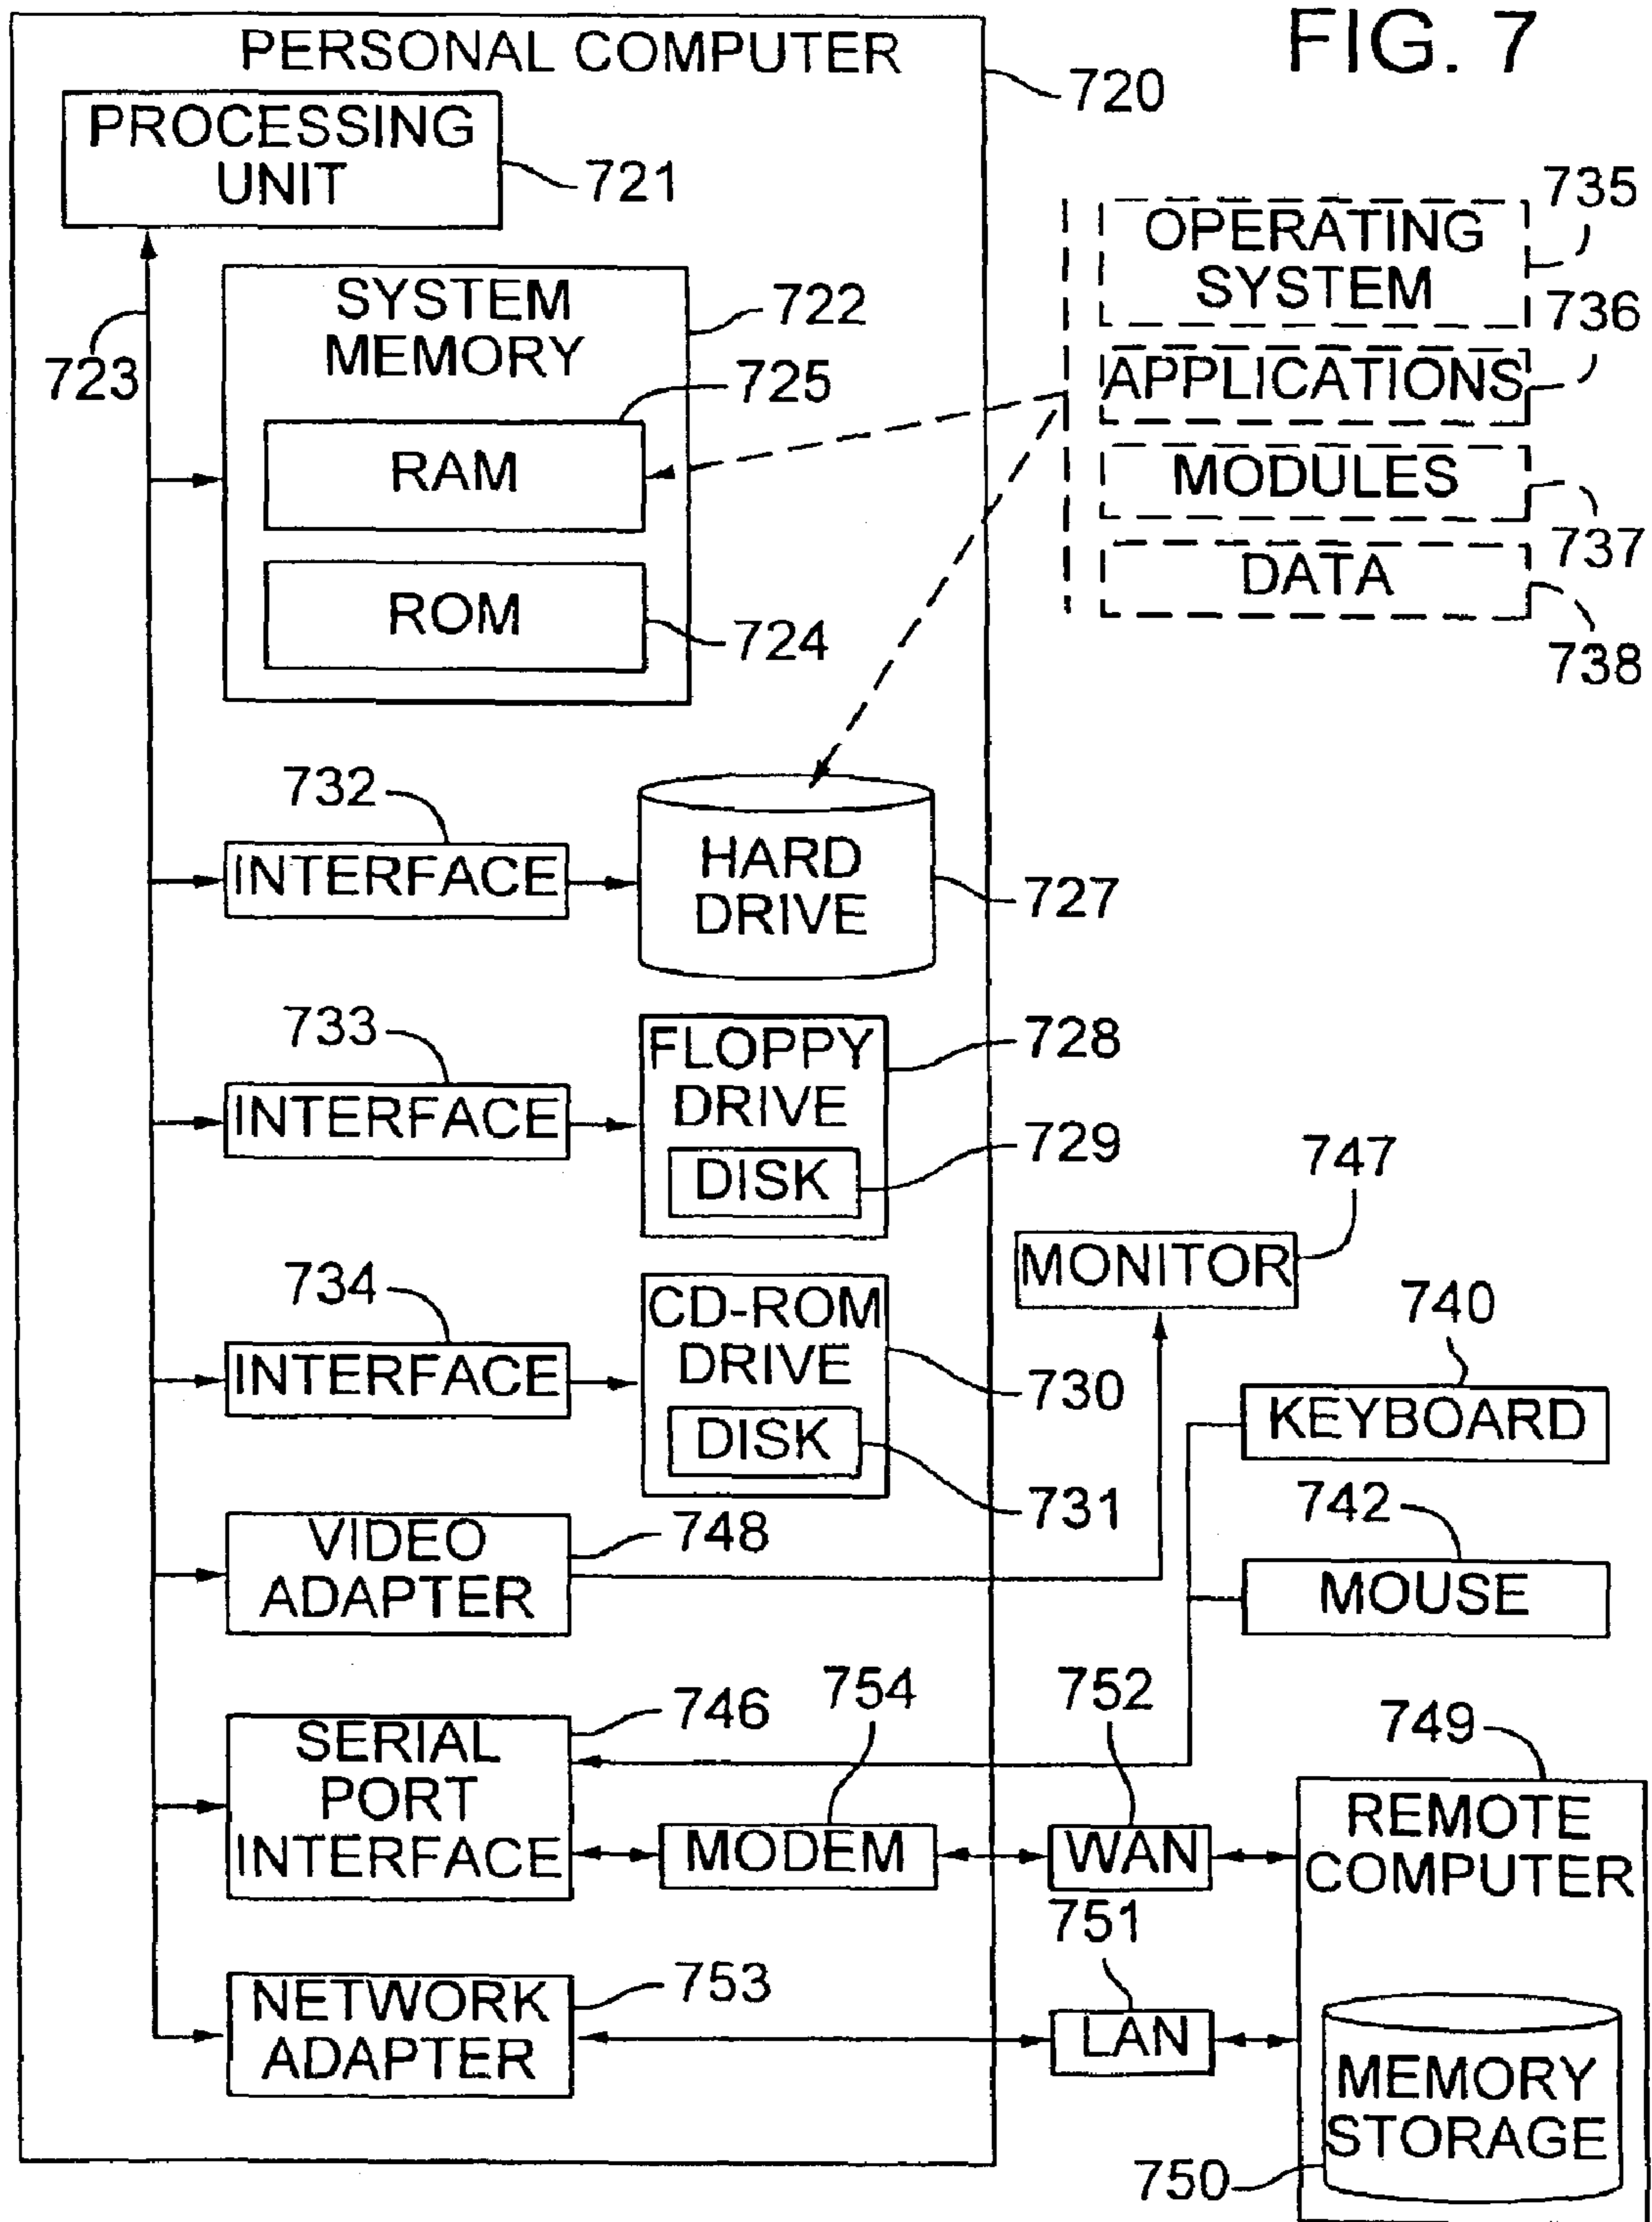 FIG. 7
PERSONAL COMPUTER
720
PROCESSING
UNIT
721
723
SYSTEM
MEMORY
722
725
RAM
ROM
724
OPERATING
SYSTEM
735
736
APPLICATIONS
MODULES
737
DATA
738
732
INTERFACE
HARD
DRIVE
727
733
INTERFACE
FLOPPY
DRIVE
728
DISK
729
734
INTERFACE
CD-ROM
DRIVE
730
DISK
731
MONITOR
747
740
KEYBOARD
742
MOUSE
VIDEO
ADAPTER
748
SERIAL
PORT
INTERFACE
746
754
MODEM
752
WAN
749
REMOTE
COMPUTER
751
LAN
NETWORK
ADAPTER
753
MEMORY
STORAGE
750